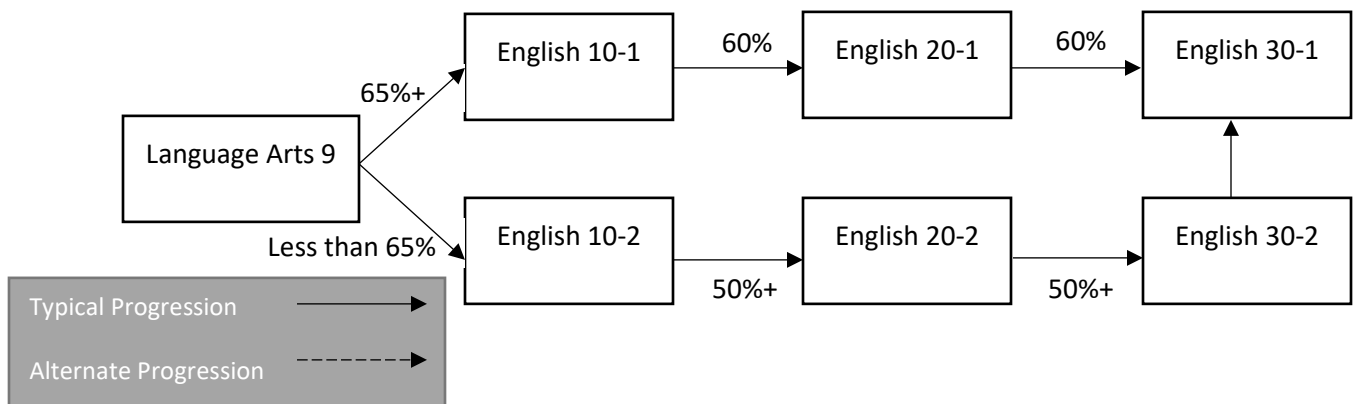 English 10-1
60%
English 20-1
60%
English 30-1
65%+
Language Arts 9
Less than 65%
English 10-2
50%+
English 20-2
50%+
English 30-2
Typical Progression
Alternate Progression